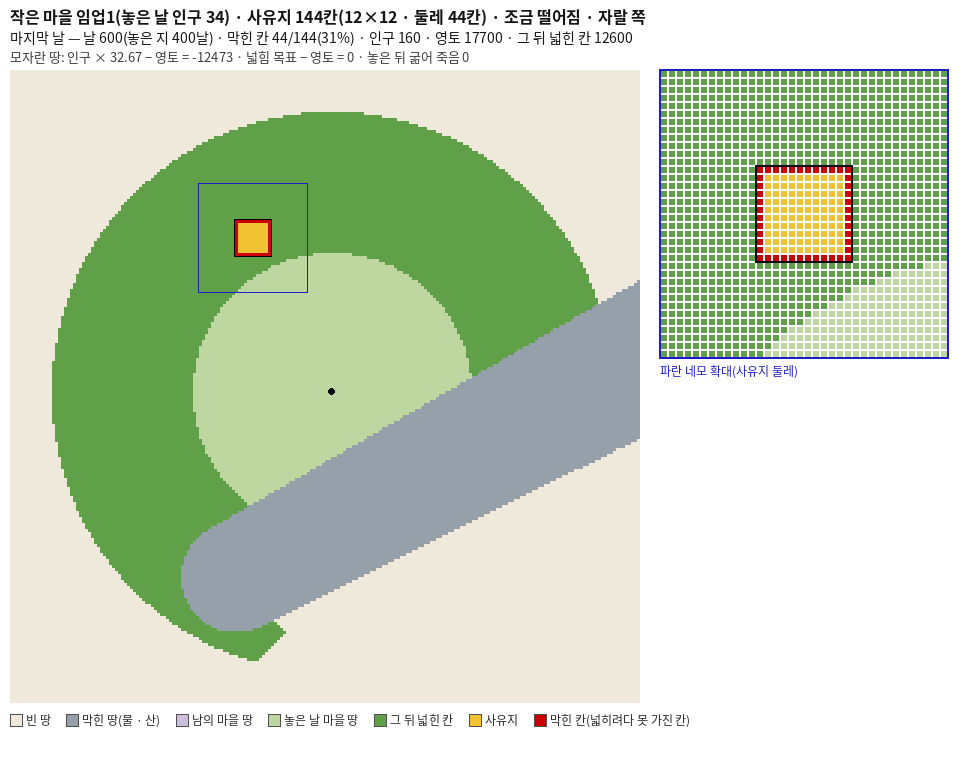 작은 마을 임업1(놓은 날 인구 34) · 사유지 144칸(12×12 · 둘레 44칸) · 조금 떨어짐 · 자랄 쪽
마지막 날 — 날 600(놓은 지 400날) · 막힌 칸 44/144(31%) · 인구 160 · 영토 17700 · 그 뒤 넓힌 칸 12600
모자란 땅: 인구 × 32.67 − 영토 = -12473 · 넓힘 목표 − 영토 = 0 · 놓은 뒤 굶어 죽음 0
파란 네모 확대(사유지 둘레)
빈 땅 막힌 땅(물 · 산) 남의 마을 땅 놓은 날 마을 땅 그 뒤 넓힌 칸 사유지 막힌 칸(넓히려다 못 가진 칸)